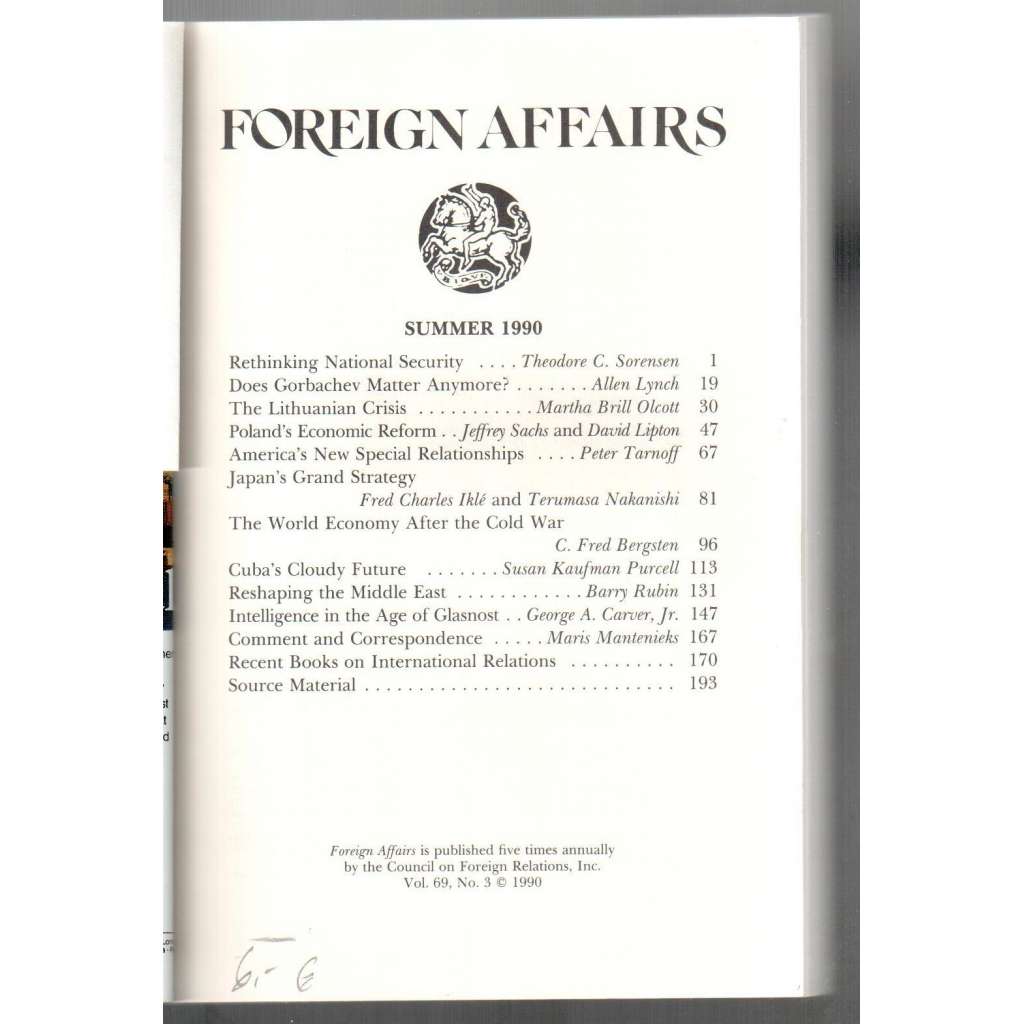 FOREIGN AFFAIRS
VBIQVE
SUMMER 1990
Rethinking National Security .... Theodore C. Sorensen 1
Does Gorbachev Matter Anymore? ....... Allen Lynch 19
The Lithuanian Crisis ........... Martha Brill Olcott 30
Poland's Economic Reform .. Jeffrey Sachs and David Lipton 47
America's New Special Relationships .... Peter Tarnoff 67
Japan's Grand Strategy
Fred Charles Iklé and Terumasa Nakanishi 81
The World Economy After the Cold War
C. Fred Bergsten 96
Cuba's Cloudy Future ....... Susan Kaufman Purcell 113
Reshaping the Middle East ............ Barry Rubin 131
Intelligence in the Age of Glasnost .. George A. Carver, Jr. 147
Comment and Correspondence ..... Maris Mantenieks 167
Recent Books on International Relations .......... 170
Source Material ............................. 193
Foreign Affairs is published five times annually
by the Council on Foreign Relations, Inc.
Vol. 69, No. 3 © 1990
6,- €